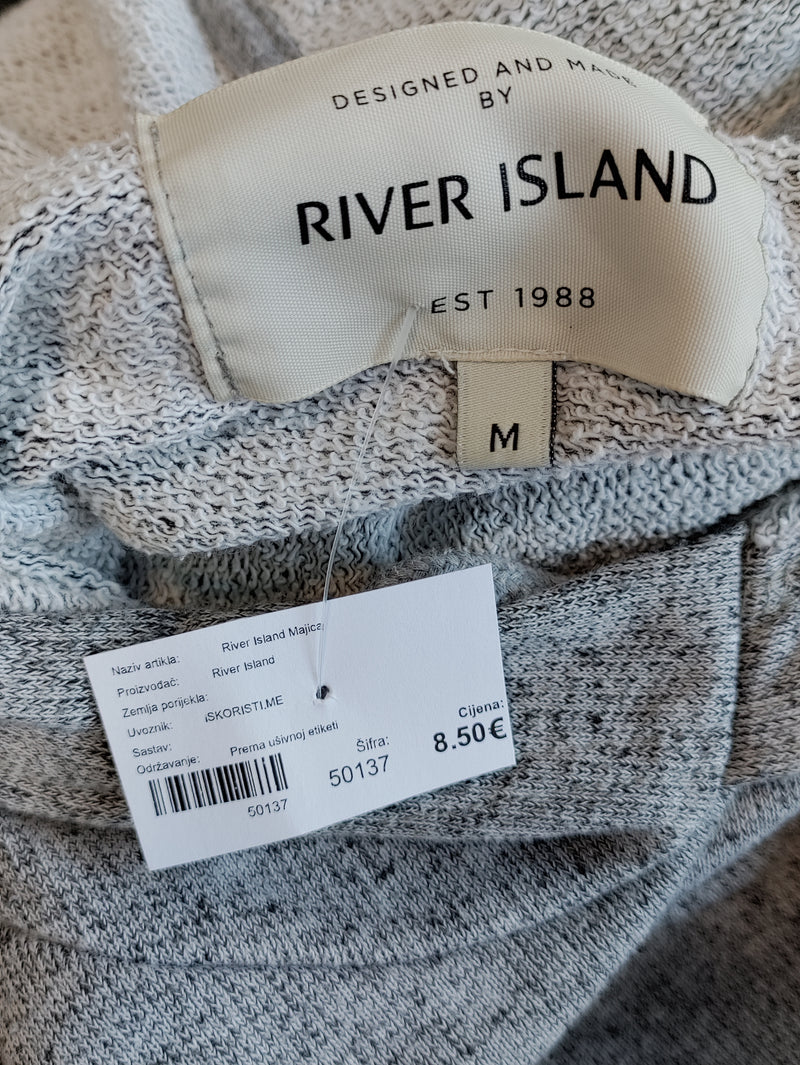 DESIGNED AND MADE
BY
RIVER ISLAND
EST 1988
M
Naziv artikla: River Island Majica
Proizvođač: River Island
Zemlja porijekla:
Uvoznik: iSKORISTI.ME
Sastav:
Održavanje: Prema ušivnoj etiketi
50137
Šifra:
50137
Cijena:
8.50€